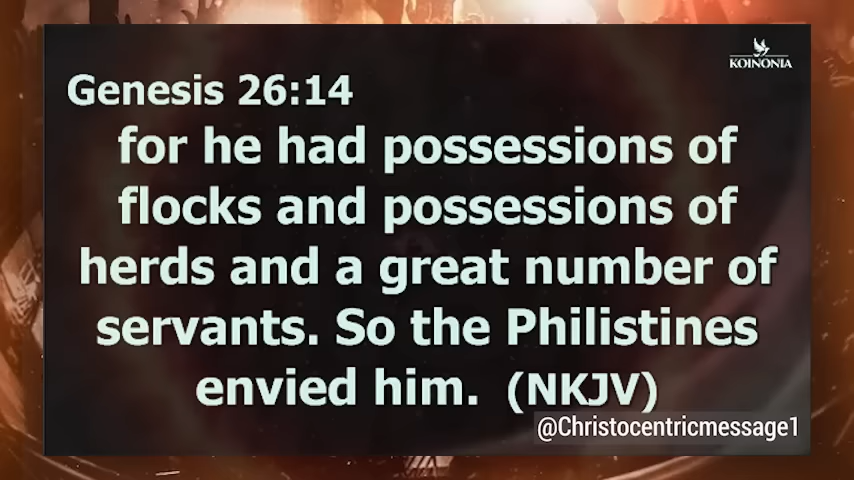 KOINONIA
Genesis 26:14
for he had possessions of
flocks and possessions of
herds and a great number of
servants. So the Philistines
envied him. (NKJV)
@Christocentricmessage1